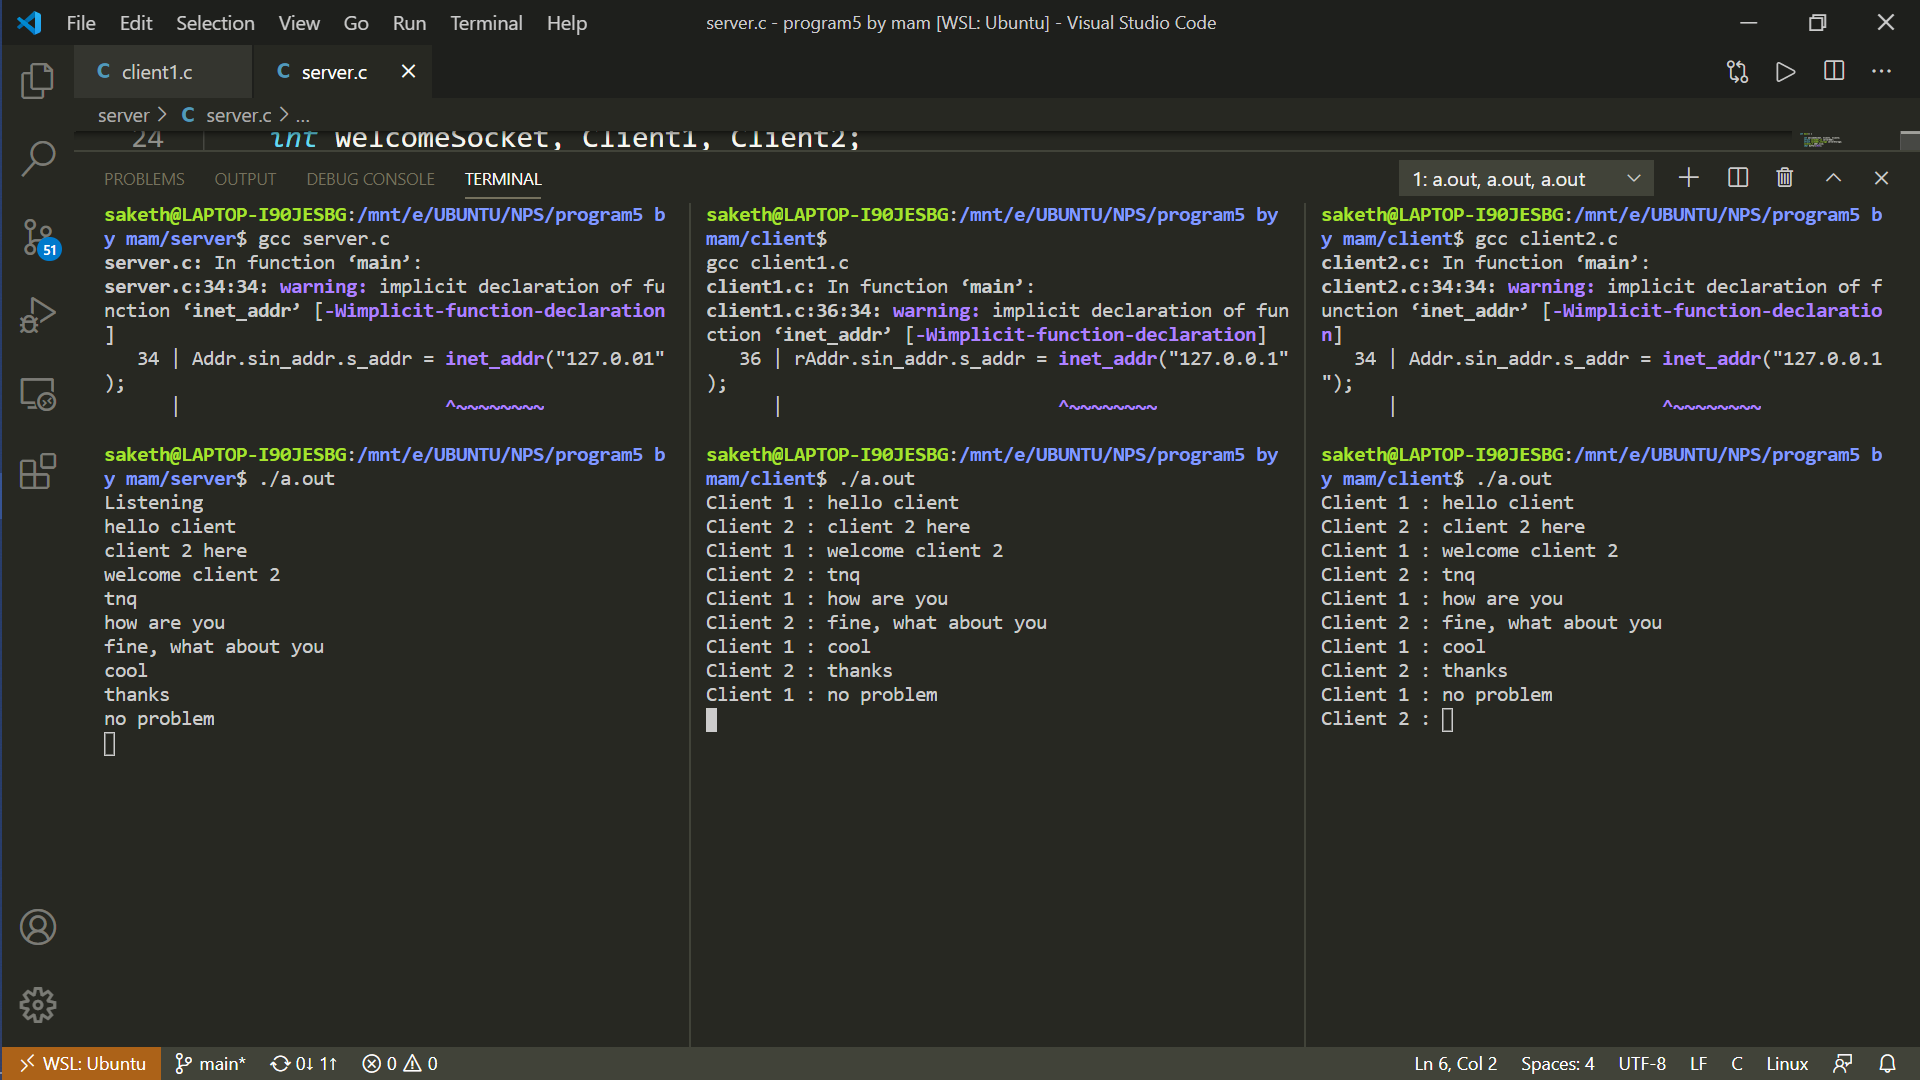 File Edit Selection View Go Run Terminal Help
server.c - program5 by mam [WSL: Ubuntu] - Visual Studio Code
C client1.c
C server.c
server > C server.c > ...
24 int welcomeSocket, Client1, Client2;
PROBLEMS OUTPUT DEBUG CONSOLE TERMINAL
1: a.out, a.out, a.out
51
saketh@LAPTOP-I90JESBG:/mnt/e/UBUNTU/NPS/program5 b
y mam/server$ gcc server.c
server.c: In function ‘main’:
server.c:34:34: warning: implicit declaration of fu
nction ‘inet_addr’ [-Wimplicit-function-declaration
]
34 | Addr.sin_addr.s_addr = inet_addr("127.0.01"
);
| ^~~~~~~~~
saketh@LAPTOP-I90JESBG:/mnt/e/UBUNTU/NPS/program5 b
y mam/server$ ./a.out
Listening
hello client
client 2 here
welcome client 2
tnq
how are you
fine, what about you
cool
thanks
no problem
saketh@LAPTOP-I90JESBG:/mnt/e/UBUNTU/NPS/program5 by
mam/client$
gcc client1.c
client1.c: In function ‘main’:
client1.c:36:34: warning: implicit declaration of fun
ction ‘inet_addr’ [-Wimplicit-function-declaration]
36 | rAddr.sin_addr.s_addr = inet_addr("127.0.0.1"
);
| ^~~~~~~~~
saketh@LAPTOP-I90JESBG:/mnt/e/UBUNTU/NPS/program5 by
mam/client$ ./a.out
Client 1 : hello client
Client 2 : client 2 here
Client 1 : welcome client 2
Client 2 : tnq
Client 1 : how are you
Client 2 : fine, what about you
Client 1 : cool
Client 2 : thanks
Client 1 : no problem
saketh@LAPTOP-I90JESBG:/mnt/e/UBUNTU/NPS/program5 b
y mam/client$ gcc client2.c
client2.c: In function ‘main’:
client2.c:34:34: warning: implicit declaration of f
unction ‘inet_addr’ [-Wimplicit-function-declaratio
n]
34 | Addr.sin_addr.s_addr = inet_addr("127.0.0.1
");
| ^~~~~~~~~
saketh@LAPTOP-I90JESBG:/mnt/e/UBUNTU/NPS/program5 b
y mam/client$ ./a.out
Client 1 : hello client
Client 2 : client 2 here
Client 1 : welcome client 2
Client 2 : tnq
Client 1 : how are you
Client 2 : fine, what about you
Client 1 : cool
Client 2 : thanks
Client 1 : no problem
Client 2 :
WSL: Ubuntu main* 0↓ 1↑ 0 0
Ln 6, Col 2 Spaces: 4 UTF-8 LF C Linux